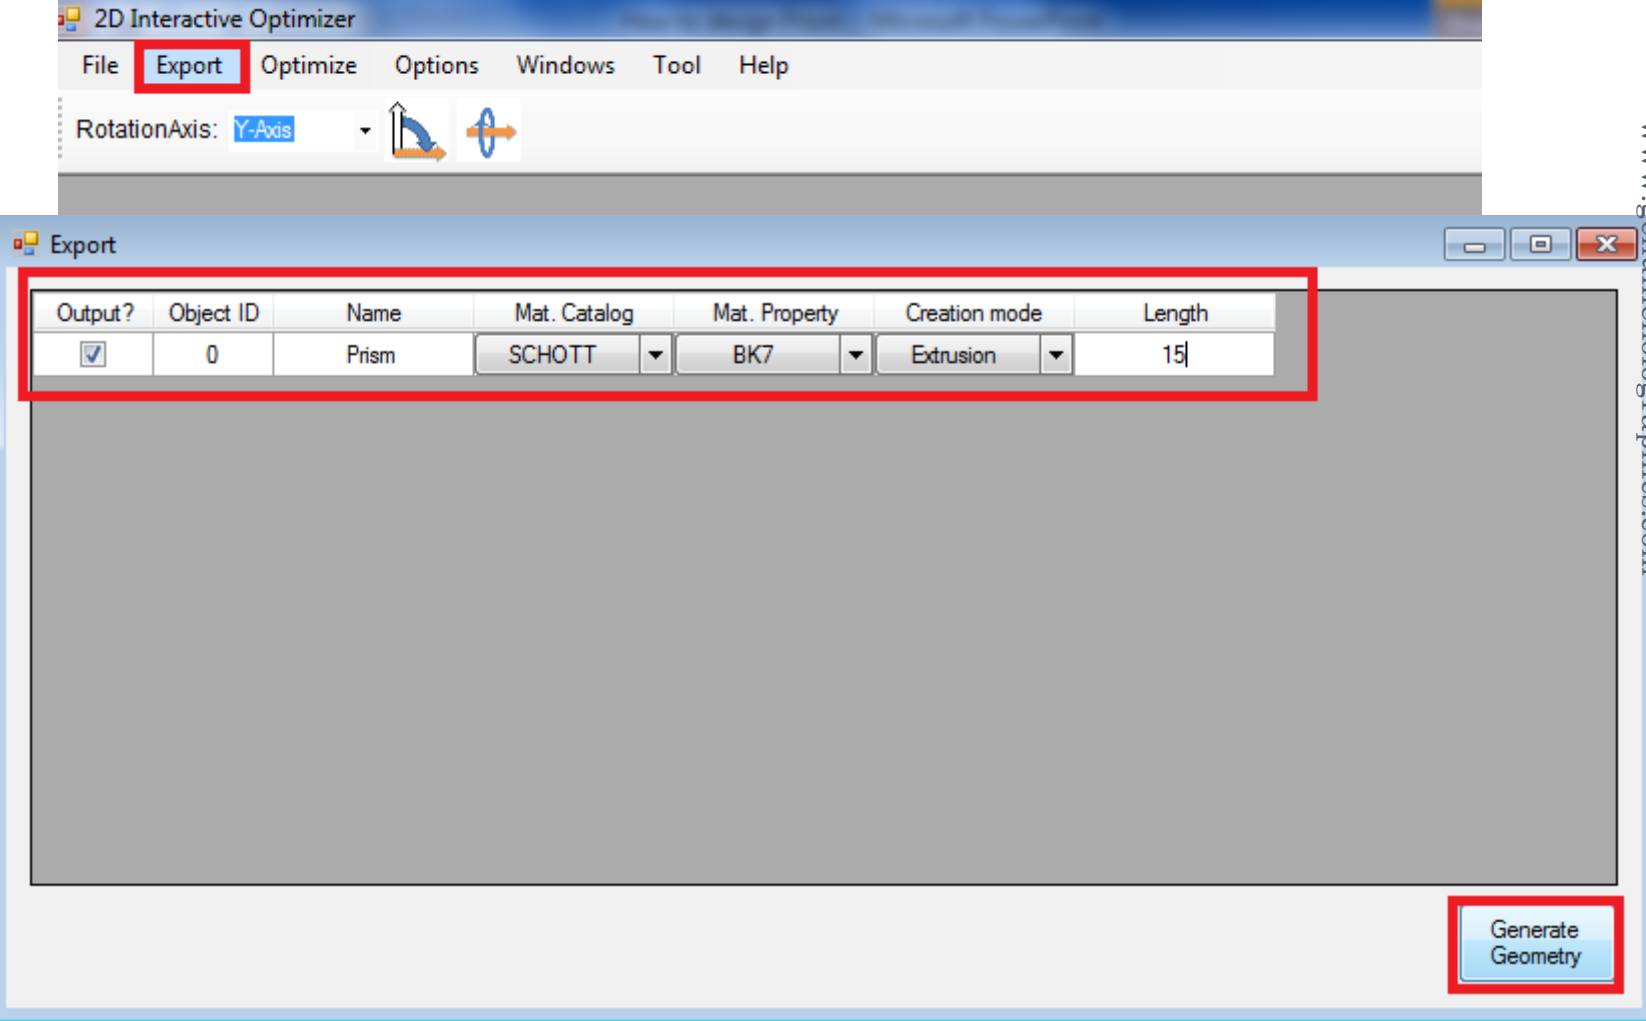 2D Interactive Optimizer
File Export Optimize Options Windows Tool Help
RotationAxis: Y-Axis
Export
Output? Object ID Name Mat. Catalog Mat. Property Creation mode Length
0 Prism SCHOTT BK7 Extrusion 15
Generate
Geometry